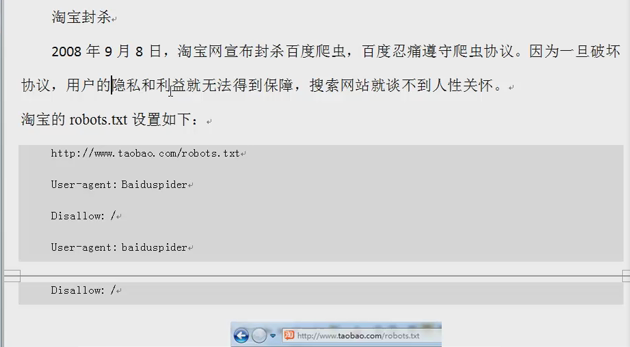 淘宝封杀
2008 年 9 月 8 日，淘宝网宣布封杀百度爬虫，百度忍痛遵守爬虫协议。因为一旦破坏
协议，用户的隐私和利益就无法得到保障，搜索网站就谈不到人性关怀。
淘宝的 robots.txt 设置如下：
http://www.taobao.com/robots.txt
User-agent: Baiduspider
Disallow: /
User-agent: baiduspider
Disallow: /
http://www.taobao.com/robots.txt